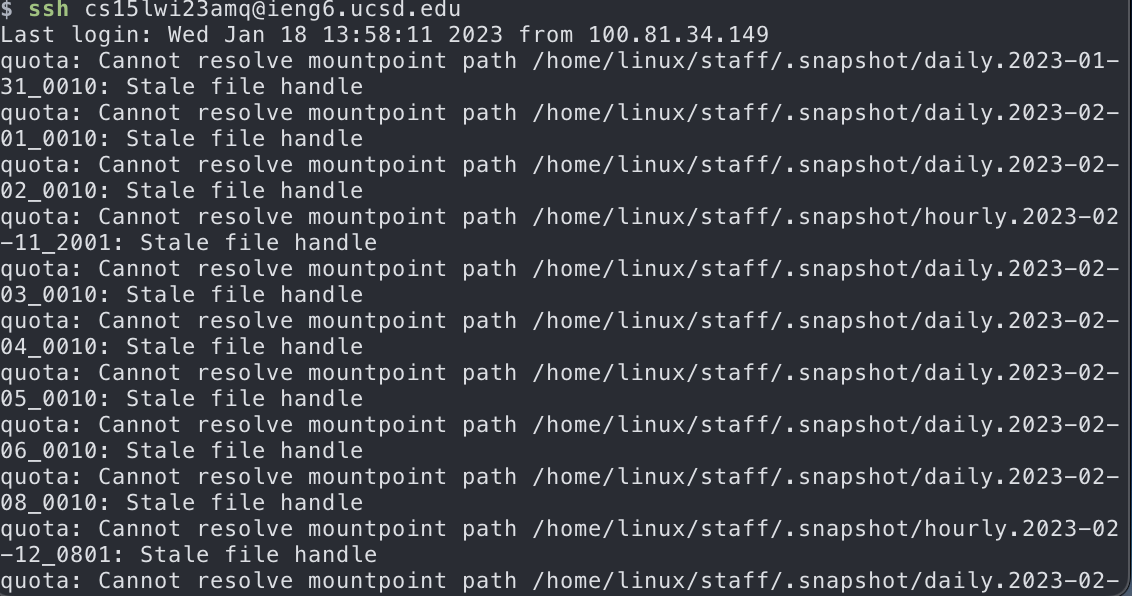 $ ssh cs15lwi23amq@ieng6.ucsd.edu
Last login: Wed Jan 18 13:58:11 2023 from 100.81.34.149
quota: Cannot resolve mountpoint path /home/linux/staff/.snapshot/daily.2023-01-
31_0010: Stale file handle
quota: Cannot resolve mountpoint path /home/linux/staff/.snapshot/daily.2023-02-
01_0010: Stale file handle
quota: Cannot resolve mountpoint path /home/linux/staff/.snapshot/daily.2023-02-
02_0010: Stale file handle
quota: Cannot resolve mountpoint path /home/linux/staff/.snapshot/hourly.2023-02
-11_2001: Stale file handle
quota: Cannot resolve mountpoint path /home/linux/staff/.snapshot/daily.2023-02-
03_0010: Stale file handle
quota: Cannot resolve mountpoint path /home/linux/staff/.snapshot/daily.2023-02-
04_0010: Stale file handle
quota: Cannot resolve mountpoint path /home/linux/staff/.snapshot/daily.2023-02-
05_0010: Stale file handle
quota: Cannot resolve mountpoint path /home/linux/staff/.snapshot/daily.2023-02-
06_0010: Stale file handle
quota: Cannot resolve mountpoint path /home/linux/staff/.snapshot/daily.2023-02-
08_0010: Stale file handle
quota: Cannot resolve mountpoint path /home/linux/staff/.snapshot/hourly.2023-02
-12_0801: Stale file handle
quota: Cannot resolve mountpoint path /home/linux/staff/.snapshot/daily.2023-02-